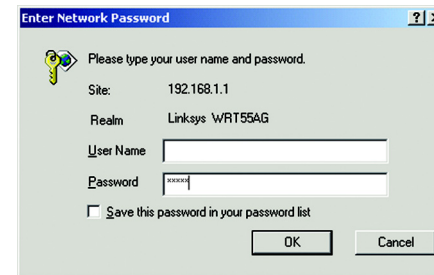 Enter Network Password
Please type your user name and password.
Site: 192.168.1.1
Realm Linksys WRT55AG
User Name
Password xxxxx
Save this password in your password list
OK Cancel